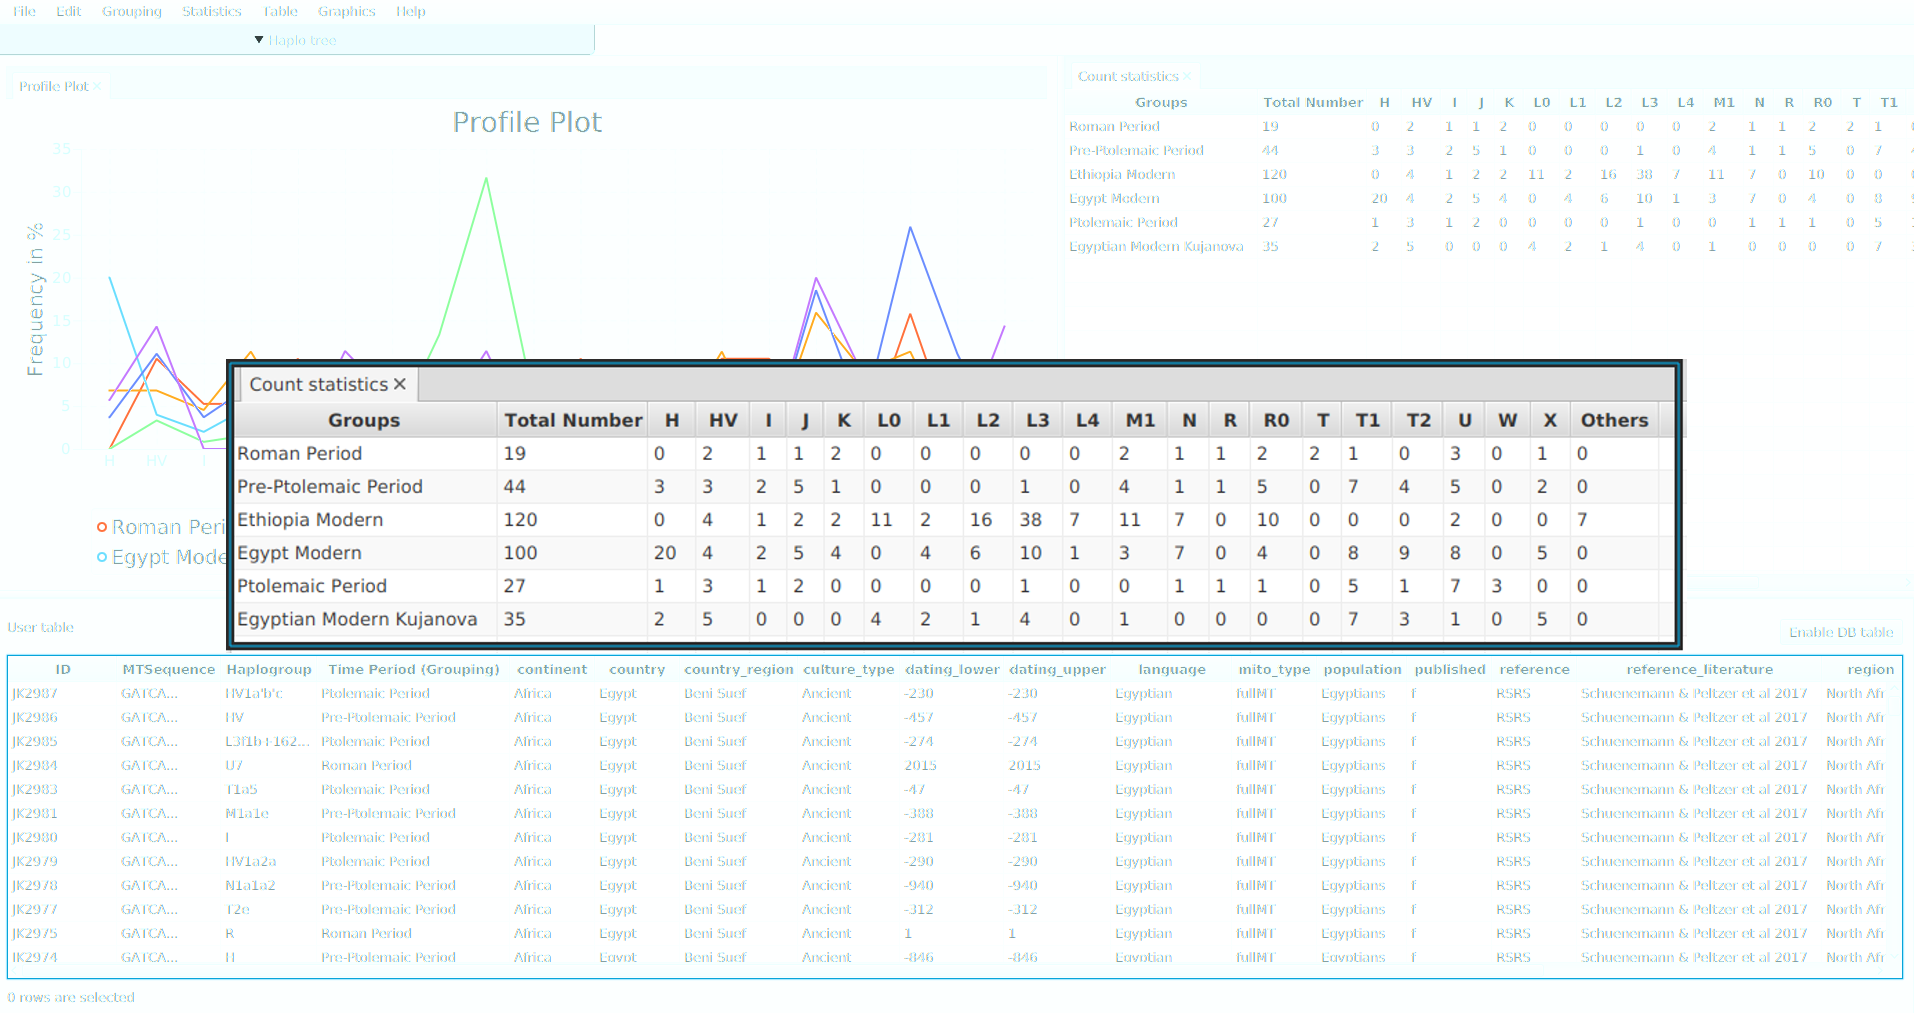 File Edit Grouping Statistics Table Graphics Help
▼ Haplo tree
Profile Plot ×
Profile Plot
35
30
25
20
15
10
5
0
Frequency in %
H HV I
Roman Peri
Egypt Mode
Count statistics ×
Groups Total Number H HV I J K L0 L1 L2 L3 L4 M1 N R R0 T T1
Roman Period 19 0 2 1 1 2 0 0 0 0 0 2 1 1 2 2 1
Pre-Ptolemaic Period 44 3 3 2 5 1 0 0 0 1 0 4 1 1 5 0 7
Ethiopia Modern 120 0 4 1 2 2 11 2 16 38 7 11 7 0 10 0 0
Egypt Modern 100 20 4 2 5 4 0 4 6 10 1 3 7 0 4 0 8
Ptolemaic Period 27 1 3 1 2 0 0 0 0 1 0 0 1 1 1 0 5
Egyptian Modern Kujanova 35 2 5 0 0 0 4 2 1 4 0 1 0 0 0 0 7
Count statistics ×
Groups Total Number H HV I J K L0 L1 L2 L3 L4 M1 N R R0 T T1 T2 U W X Others
Roman Period 19 0 2 1 1 2 0 0 0 0 0 2 1 1 2 2 1 0 3 0 1 0
Pre-Ptolemaic Period 44 3 3 2 5 1 0 0 0 1 0 4 1 1 5 0 7 4 5 0 2 0
Ethiopia Modern 120 0 4 1 2 2 11 2 16 38 7 11 7 0 10 0 0 0 2 0 0 7
Egypt Modern 100 20 4 2 5 4 0 4 6 10 1 3 7 0 4 0 8 9 8 0 5 0
Ptolemaic Period 27 1 3 1 2 0 0 0 0 1 0 0 1 1 1 0 5 1 7 3 0 0
Egyptian Modern Kujanova 35 2 5 0 0 0 4 2 1 4 0 1 0 0 0 0 7 3 1 0 5 0
User table
Enable DB table
ID MTSequence Haplogroup Time Period (Grouping) continent country country_region culture_type dating_lower dating_upper language mito_type population published reference reference_literature region
JK2987 GATCA... HV1a'b'c Ptolemaic Period Africa Egypt Beni Suef Ancient -230 -230 Egyptian fullMT Egyptians f RSRS Schuenemann & Peltzer et al 2017 North Afr
JK2986 GATCA... HV Pre-Ptolemaic Period Africa Egypt Beni Suef Ancient -457 -457 Egyptian fullMT Egyptians f RSRS Schuenemann & Peltzer et al 2017 North Afr
JK2985 GATCA... L3f1b+162... Ptolemaic Period Africa Egypt Beni Suef Ancient -274 -274 Egyptian fullMT Egyptians f RSRS Schuenemann & Peltzer et al 2017 North Afr
JK2984 GATCA... U7 Roman Period Africa Egypt Beni Suef Ancient 2015 2015 Egyptian fullMT Egyptians f RSRS Schuenemann & Peltzer et al 2017 North Afr
JK2983 GATCA... T1a5 Ptolemaic Period Africa Egypt Beni Suef Ancient -47 -47 Egyptian fullMT Egyptians f RSRS Schuenemann & Peltzer et al 2017 North Afr
JK2981 GATCA... M1a1e Pre-Ptolemaic Period Africa Egypt Beni Suef Ancient -388 -388 Egyptian fullMT Egyptians f RSRS Schuenemann & Peltzer et al 2017 North Afr
JK2980 GATCA... I Ptolemaic Period Africa Egypt Beni Suef Ancient -281 -281 Egyptian fullMT Egyptians f RSRS Schuenemann & Peltzer et al 2017 North Afr
JK2979 GATCA... HV1a2a Ptolemaic Period Africa Egypt Beni Suef Ancient -290 -290 Egyptian fullMT Egyptians f RSRS Schuenemann & Peltzer et al 2017 North Afr
JK2978 GATCA... N1a1a2 Pre-Ptolemaic Period Africa Egypt Beni Suef Ancient -940 -940 Egyptian fullMT Egyptians f RSRS Schuenemann & Peltzer et al 2017 North Afr
JK2977 GATCA... T2e Pre-Ptolemaic Period Africa Egypt Beni Suef Ancient -312 -312 Egyptian fullMT Egyptians f RSRS Schuenemann & Peltzer et al 2017 North Afr
JK2975 GATCA... R Roman Period Africa Egypt Beni Suef Ancient 1 1 Egyptian fullMT Egyptians f RSRS Schuenemann & Peltzer et al 2017 North Afr
JK2974 GATCA... H Pre-Ptolemaic Period Africa Egypt Beni Suef Ancient -846 -846 Egyptian fullMT Egyptians f RSRS Schuenemann & Peltzer et al 2017 North Afr
0 rows are selected